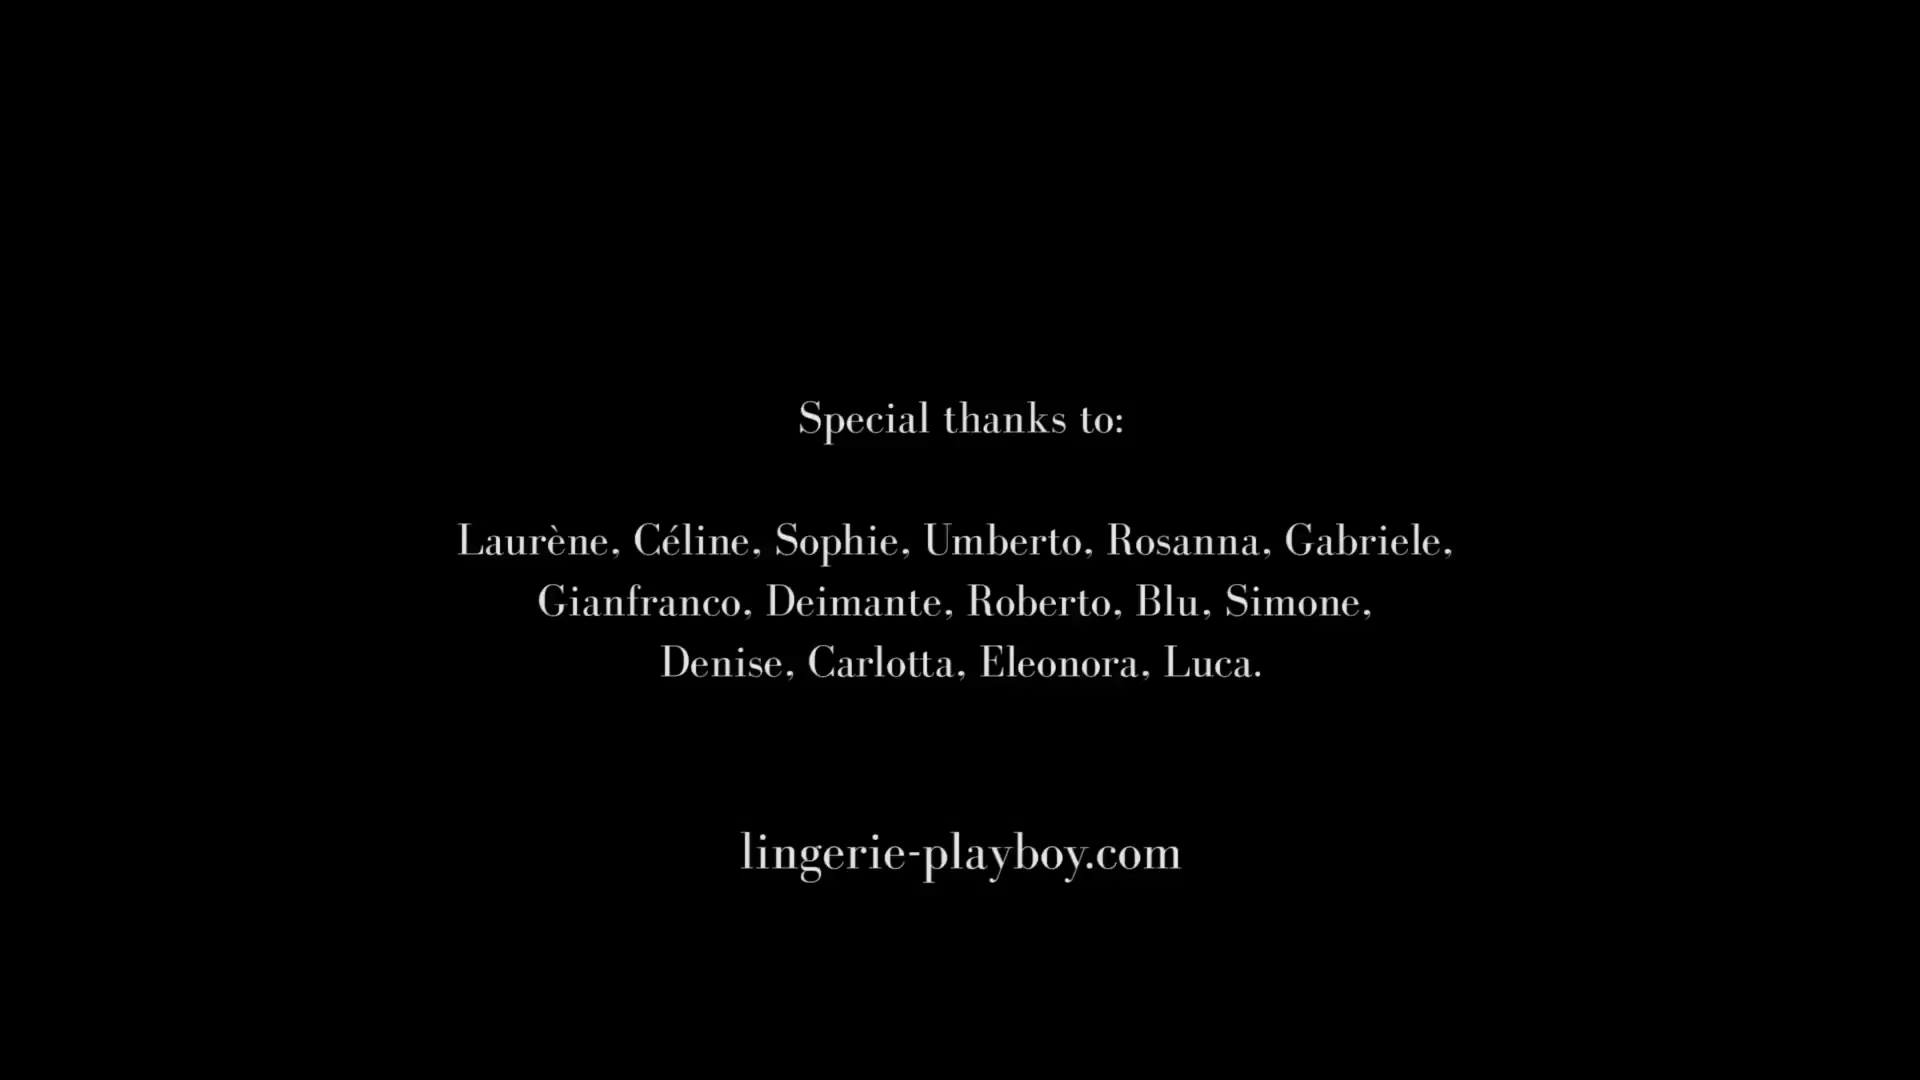 Special thanks to:
Laurène, Céline, Sophie, Umberto, Rosanna, Gabriele,
Gianfranco, Deimante, Roberto, Blu, Simone,
Denise, Carlotta, Eleonora, Luca.
lingerie-playboy.com